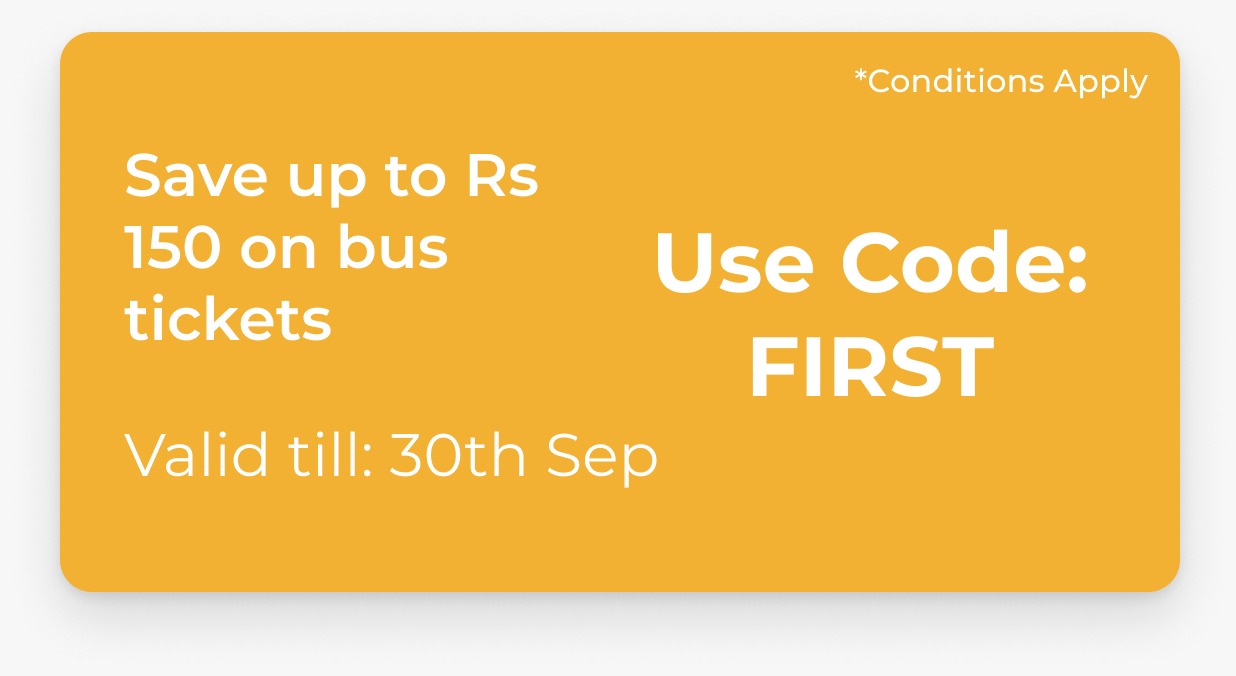 *Conditions Apply
Save up to Rs
150 on bus
tickets
Valid till: 30th Sep
Use Code:
FIRST